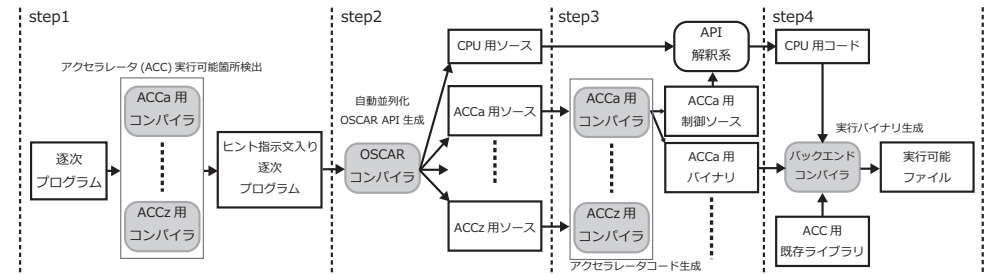 step1
アクセラレータ (ACC) 実行可能箇所検出
逐次
プログラム
ACCa 用
コンパイラ
ACCz 用
コンパイラ
ヒント指示文入り
逐次
プログラム
step2
自動並列化
OSCAR API 生成
OSCAR
コンパイラ
CPU 用ソース
ACCa 用ソース
ACCz 用ソース
step3
ACCa 用
コンパイラ
ACCz 用
コンパイラ
アクセラレータコード生成
API
解釈系
ACCa 用
制御ソース
ACCa 用
バイナリ
step4
CPU 用コード
実行バイナリ生成
バックエンド
コンパイラ
実行可能
ファイル
ACC 用
既存ライブラリ